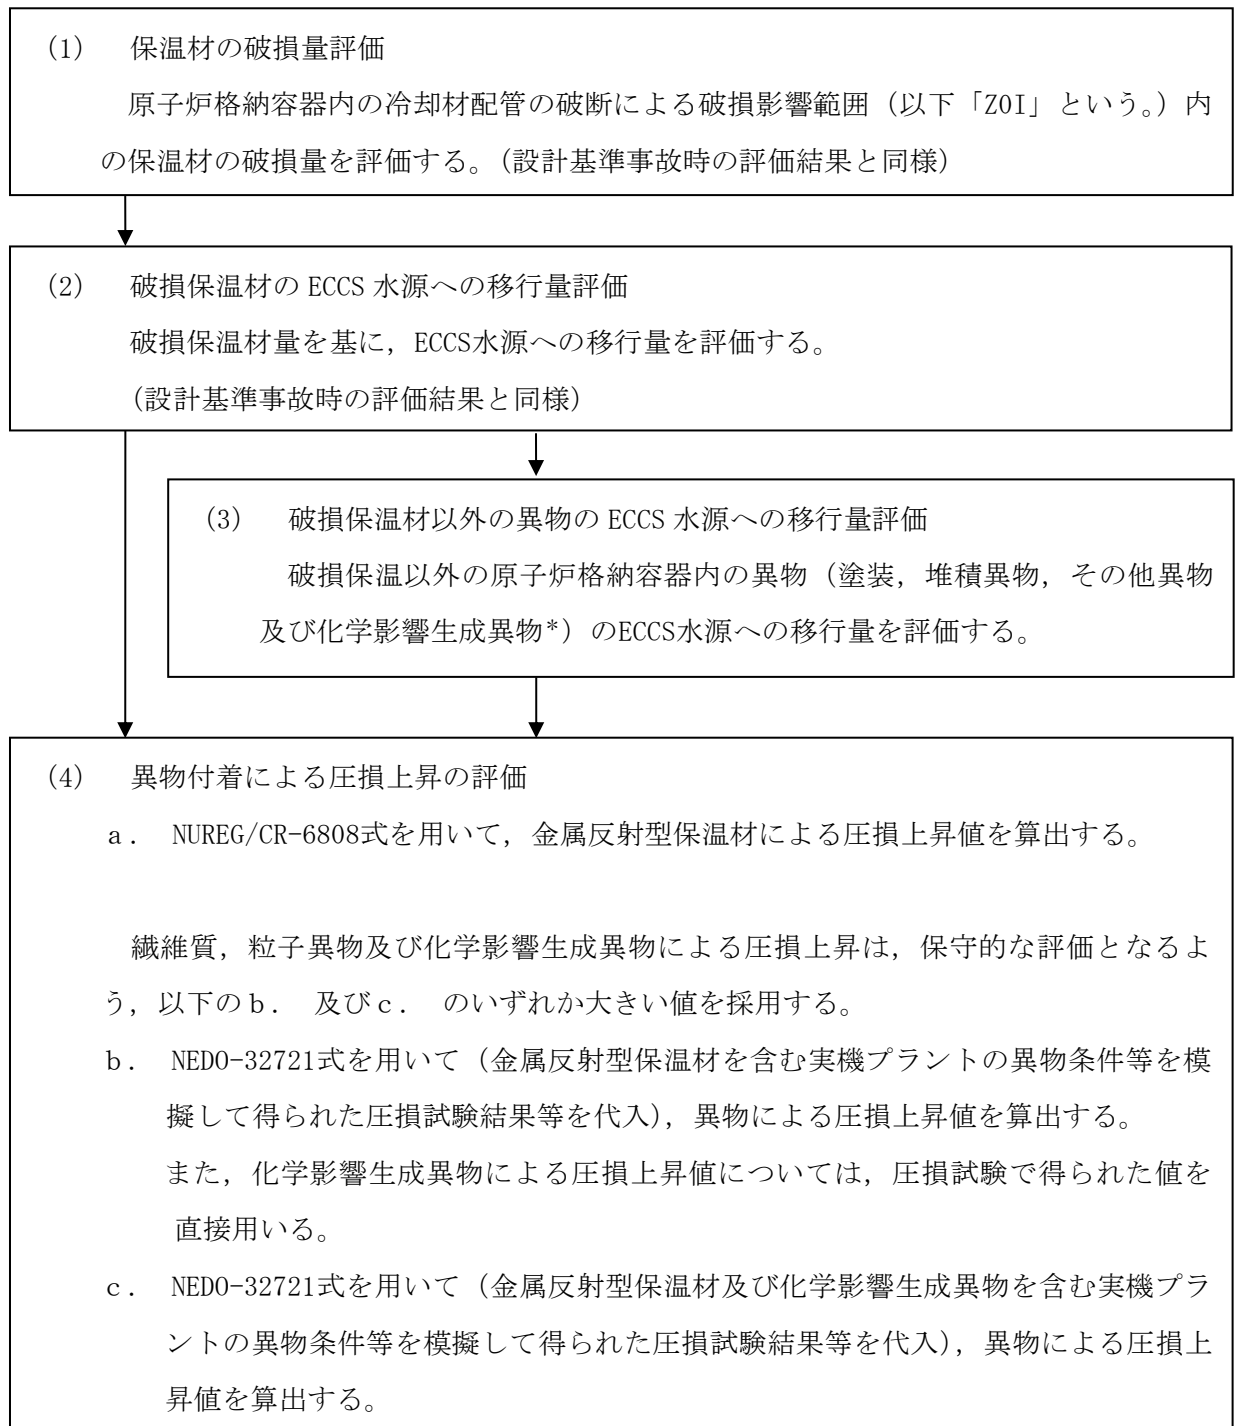 (1) 保温材の破損量評価
原子炉格納容器内の冷却材配管の破断による破損影響範囲（以下「ZOI」という。）内
の保温材の破損量を評価する。（設計基準事故時の評価結果と同様）
(2) 破損保温材の ECCS 水源への移行量評価
破損保温材量を基に，ECCS水源への移行量を評価する。
（設計基準事故時の評価結果と同様）
(3) 破損保温材以外の異物の ECCS 水源への移行量評価
破損保温以外の原子炉格納容器内の異物（塗装，堆積異物，その他異物
及び化学影響生成異物*）のECCS水源への移行量を評価する。
(4) 異物付着による圧損上昇の評価
ａ． NUREG/CR-6808式を用いて，金属反射型保温材による圧損上昇値を算出する。
繊維質，粒子異物及び化学影響生成異物による圧損上昇は，保守的な評価となるよ
う，以下のｂ． 及びｃ． のいずれか大きい値を採用する。
ｂ． NEDO-32721式を用いて（金属反射型保温材を含む実機プラントの異物条件等を模
擬して得られた圧損試験結果等を代入），異物による圧損上昇値を算出する。
また，化学影響生成異物による圧損上昇値については，圧損試験で得られた値を
直接用いる。
ｃ． NEDO-32721式を用いて（金属反射型保温材及び化学影響生成異物を含む実機プラ
ントの異物条件等を模擬して得られた圧損試験結果等を代入），異物による圧損上
昇値を算出する。